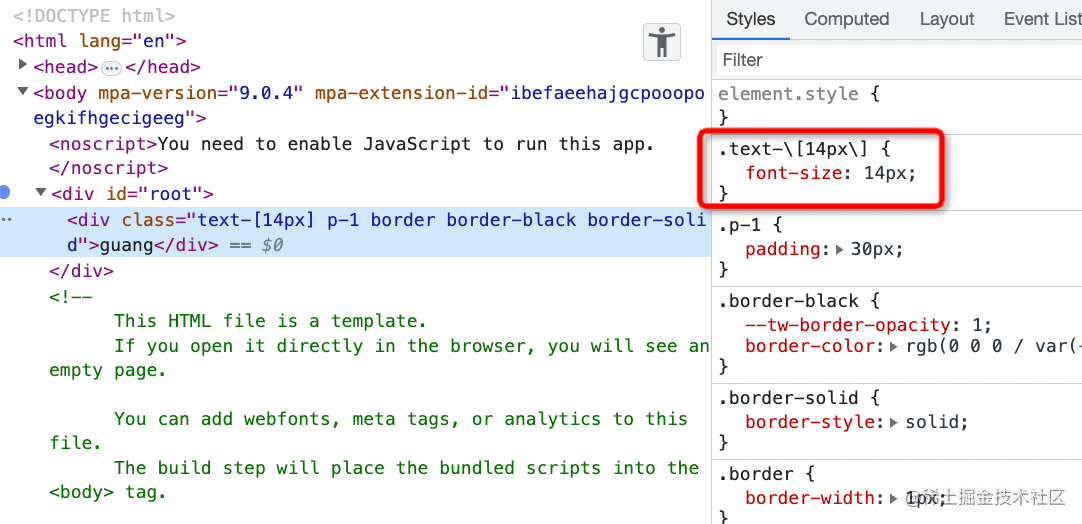 <!DOCTYPE html>
<html lang="en">
<head>…</head>
<body mpa-version="9.0.4" mpa-extension-id="ibefaeehajgcpooopo
egkifhgecigeeg">
<noscript>You need to enable JavaScript to run this app.
</noscript>
<div id="root">
<div class="text-[14px] p-1 border border-black border-soli
d">guang</div> == $0
</div>
<!--
This HTML file is a template.
If you open it directly in the browser, you will see an
empty page.
You can add webfonts, meta tags, or analytics to this
file.
The build step will place the bundled scripts into the
<body> tag.
Styles Computed Layout Event List
Filter
element.style {
}
.text-\[14px\] {
font-size: 14px;
}
.p-1 {
padding: 30px;
}
.border-black {
--tw-border-opacity: 1;
border-color: rgb(0 0 0 / var(-
}
.border-solid {
border-style: solid;
}
.border {
border-width: 1px;
}
@稀土掘金技术社区